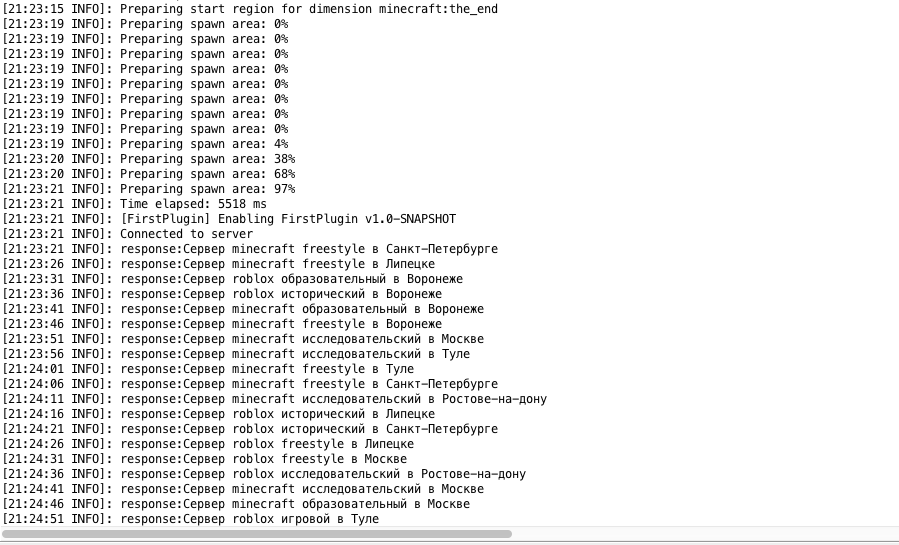 [21:23:15 INFO]: Preparing start region for dimension minecraft:the_end
[21:23:19 INFO]: Preparing spawn area: 0%
[21:23:19 INFO]: Preparing spawn area: 0%
[21:23:19 INFO]: Preparing spawn area: 0%
[21:23:19 INFO]: Preparing spawn area: 0%
[21:23:19 INFO]: Preparing spawn area: 0%
[21:23:19 INFO]: Preparing spawn area: 0%
[21:23:19 INFO]: Preparing spawn area: 0%
[21:23:19 INFO]: Preparing spawn area: 0%
[21:23:19 INFO]: Preparing spawn area: 4%
[21:23:20 INFO]: Preparing spawn area: 38%
[21:23:20 INFO]: Preparing spawn area: 68%
[21:23:21 INFO]: Preparing spawn area: 97%
[21:23:21 INFO]: Time elapsed: 5518 ms
[21:23:21 INFO]: [FirstPlugin] Enabling FirstPlugin v1.0-SNAPSHOT
[21:23:21 INFO]: Connected to server
[21:23:21 INFO]: response:Сервер minecraft freestyle в Санкт-Петербурге
[21:23:26 INFO]: response:Сервер minecraft freestyle в Липецке
[21:23:31 INFO]: response:Сервер roblox образовательный в Воронеже
[21:23:36 INFO]: response:Сервер roblox исторический в Воронеже
[21:23:41 INFO]: response:Сервер minecraft образовательный в Воронеже
[21:23:46 INFO]: response:Сервер minecraft freestyle в Воронеже
[21:23:51 INFO]: response:Сервер minecraft исследовательский в Москве
[21:23:56 INFO]: response:Сервер minecraft исследовательский в Туле
[21:24:01 INFO]: response:Сервер minecraft freestyle в Туле
[21:24:06 INFO]: response:Сервер minecraft freestyle в Санкт-Петербурге
[21:24:11 INFO]: response:Сервер minecraft исследовательский в Ростове-на-дону
[21:24:16 INFO]: response:Сервер roblox исторический в Липецке
[21:24:21 INFO]: response:Сервер roblox исторический в Санкт-Петербурге
[21:24:26 INFO]: response:Сервер roblox freestyle в Липецке
[21:24:31 INFO]: response:Сервер roblox freestyle в Москве
[21:24:36 INFO]: response:Сервер roblox исследовательский в Ростове-на-дону
[21:24:41 INFO]: response:Сервер minecraft исследовательский в Москве
[21:24:46 INFO]: response:Сервер minecraft образовательный в Москве
[21:24:51 INFO]: response:Сервер roblox игровой в Туле